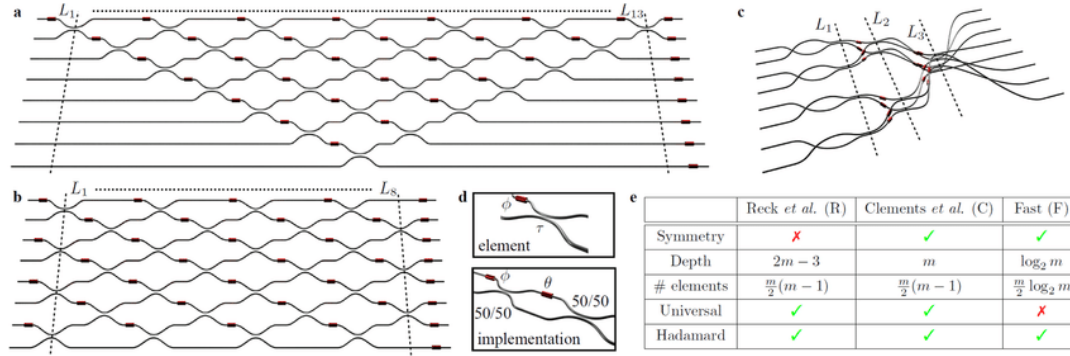 a
L₁
L₁₃
b
L₁
L₈
c
L₁
L₂
L₃
d
ϕ
τ
element
ϕ
θ
50/50
50/50
implementation
e
Reck et al. (R) Clements et al. (C) Fast (F)
Symmetry ✗ ✓ ✓
Depth 2m − 3 m log₂ m
# elements m/2 (m − 1) m/2 (m − 1) m/2 log₂ m
Universal ✓ ✓ ✗
Hadamard ✓ ✓ ✓